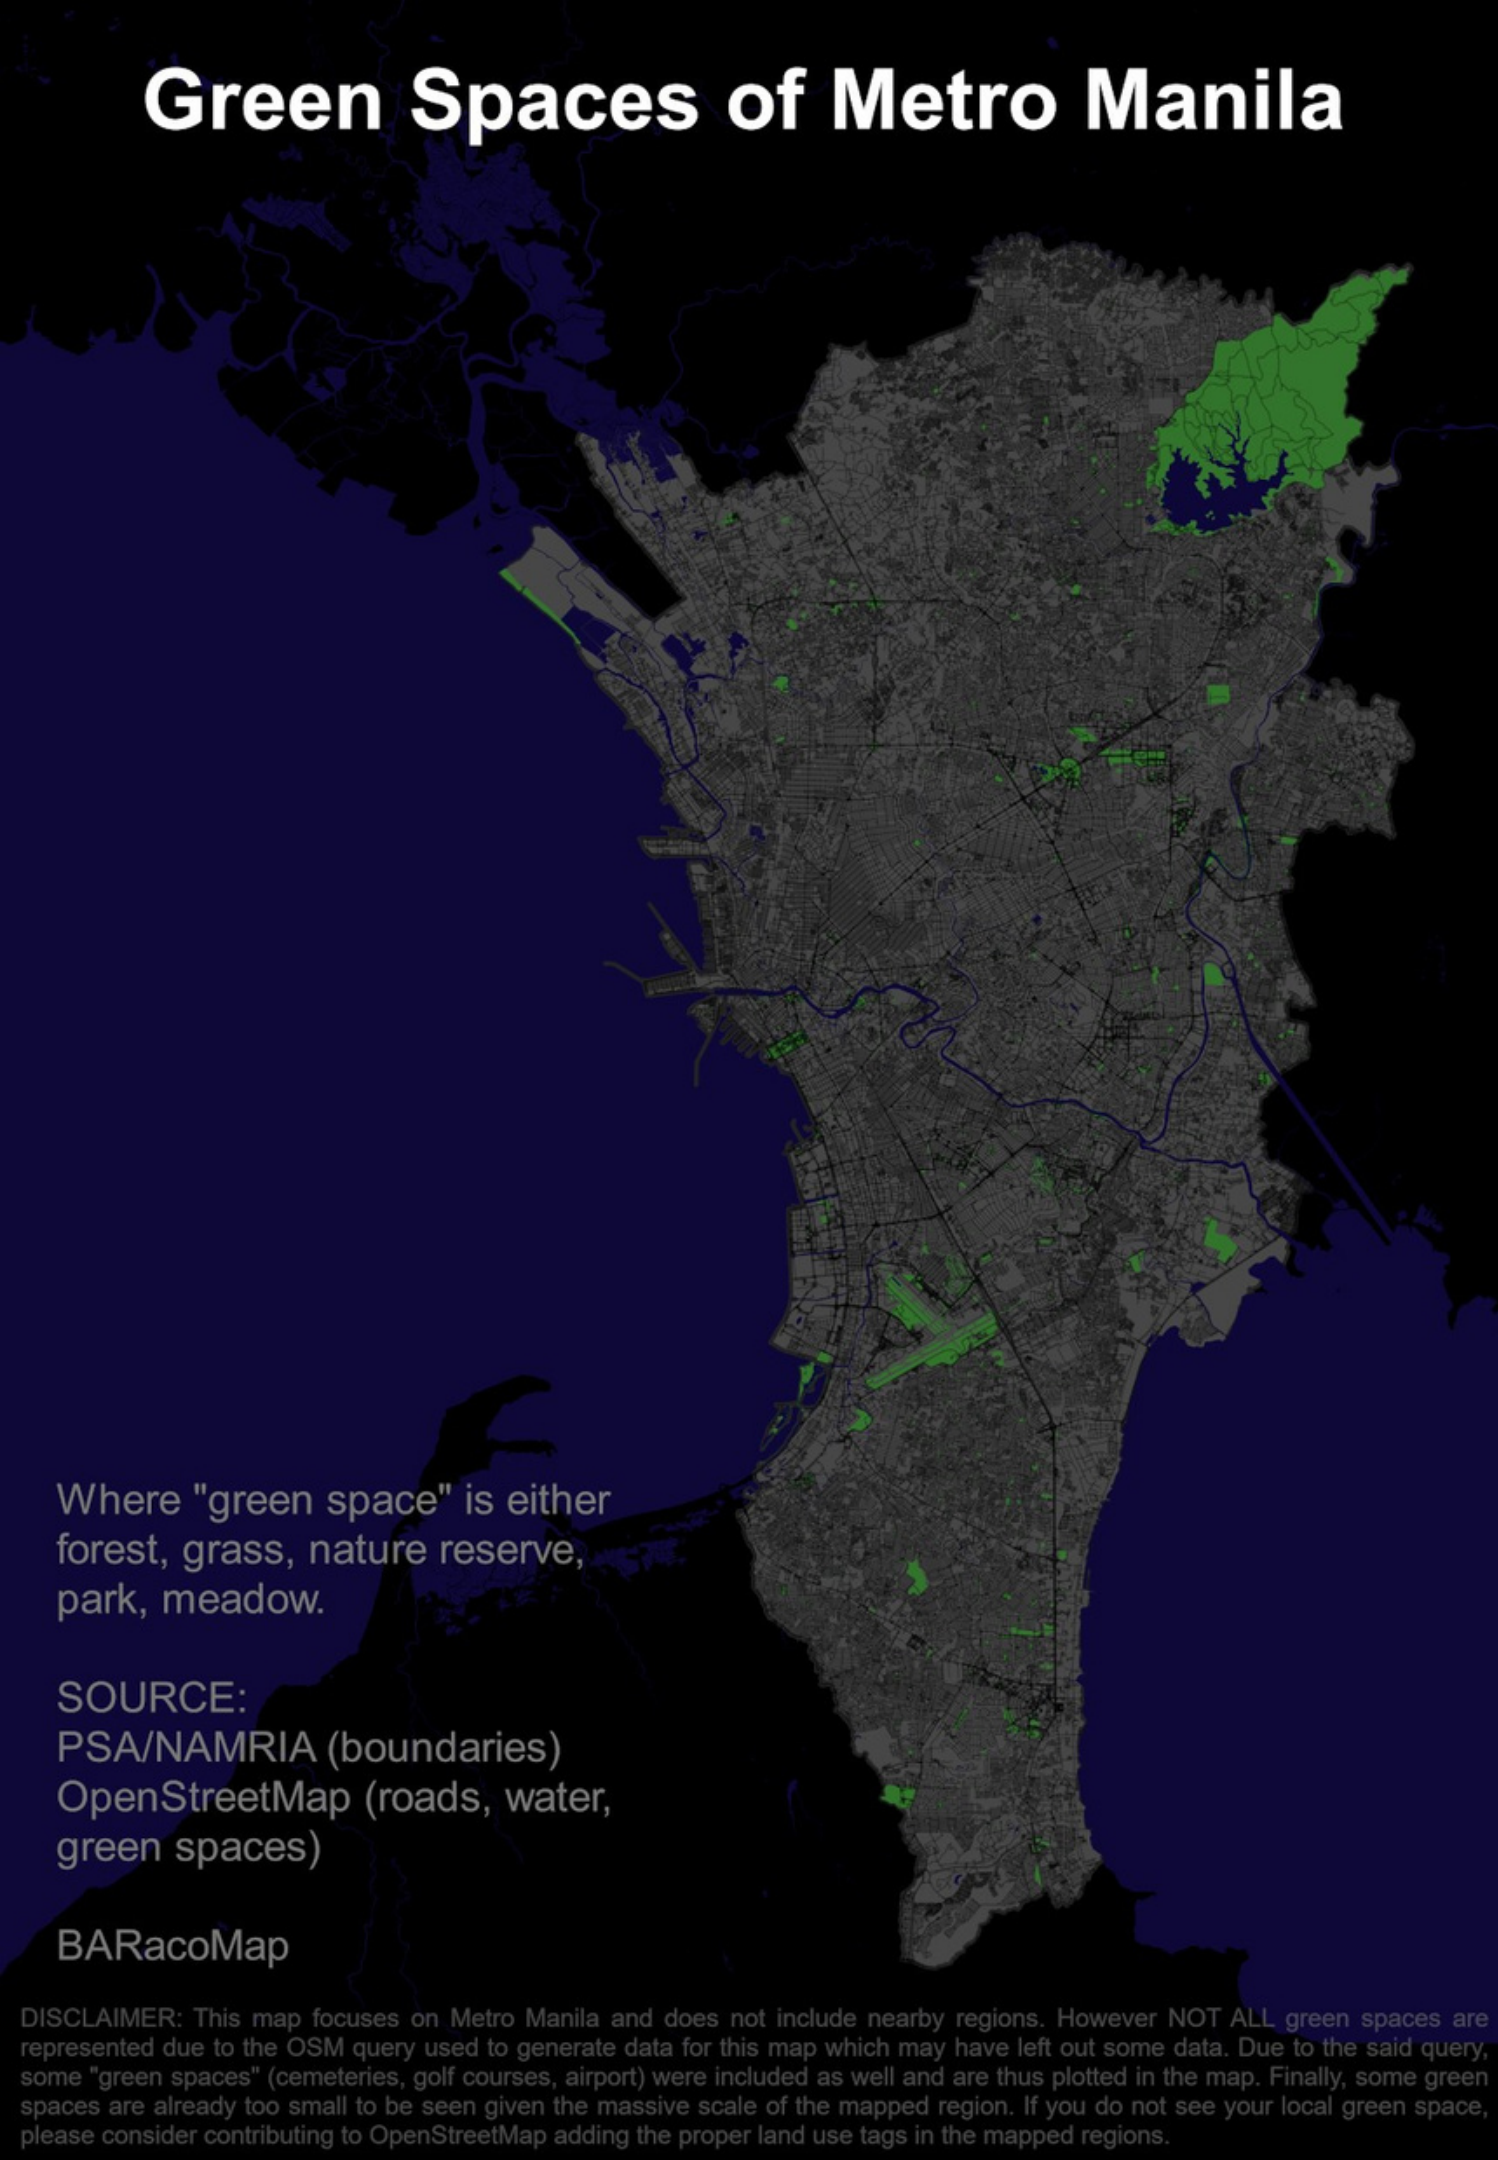 Green Spaces of Metro Manila
Where "green space" is either
forest, grass, nature reserve,
park, meadow.
SOURCE:
PSA/NAMRIA (boundaries)
OpenStreetMap (roads, water,
green spaces)
BARacoMap
DISCLAIMER: This map focuses on Metro Manila and does not include nearby regions. However NOT ALL green spaces are
represented due to the OSM query used to generate data for this map which may have left out some data. Due to the said query,
some "green spaces" (cemeteries, golf courses, airport) were included as well and are thus plotted in the map. Finally, some green
spaces are already too small to be seen given the massive scale of the mapped region. If you do not see your local green space,
please consider contributing to OpenStreetMap adding the proper land use tags in the mapped regions.